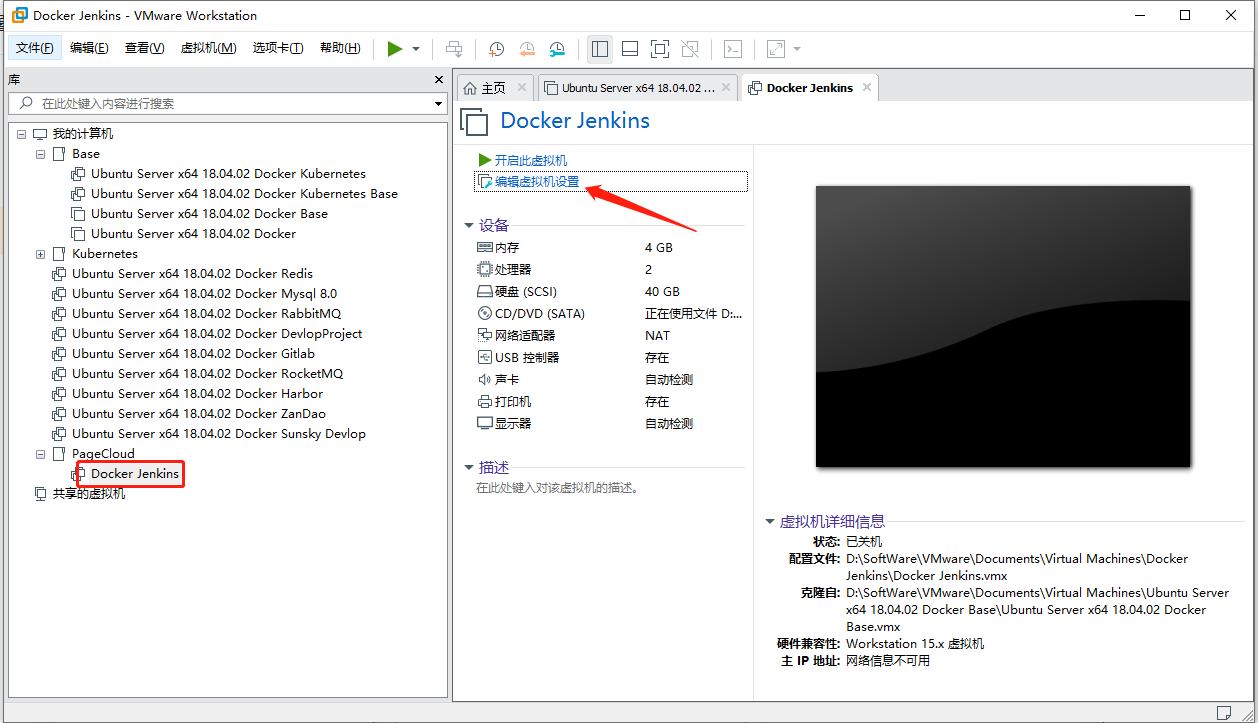 Docker Jenkins - VMware Workstation
文件(F) 编辑(E) 查看(V) 虚拟机(M) 选项卡(T) 帮助(H)
库
在此处键入内容进行搜索
我的计算机
Base
Ubuntu Server x64 18.04.02 Docker Kubernetes
Ubuntu Server x64 18.04.02 Docker Kubernetes Base
Ubuntu Server x64 18.04.02 Docker Base
Ubuntu Server x64 18.04.02 Docker
Kubernetes
Ubuntu Server x64 18.04.02 Docker Redis
Ubuntu Server x64 18.04.02 Docker Mysql 8.0
Ubuntu Server x64 18.04.02 Docker RabbitMQ
Ubuntu Server x64 18.04.02 Docker DevlopProject
Ubuntu Server x64 18.04.02 Docker Gitlab
Ubuntu Server x64 18.04.02 Docker RocketMQ
Ubuntu Server x64 18.04.02 Docker Harbor
Ubuntu Server x64 18.04.02 Docker ZanDao
Ubuntu Server x64 18.04.02 Docker Sunsky Devlop
PageCloud
Docker Jenkins
共享的虚拟机
主页 Ubuntu Server x64 18.04.02 ... Docker Jenkins
Docker Jenkins
开启此虚拟机
编辑虚拟机设置
设备
内存 4 GB
处理器 2
硬盘 (SCSI) 40 GB
CD/DVD (SATA) 正在使用文件 D:...
网络适配器 NAT
USB 控制器 存在
声卡 自动检测
打印机 存在
显示器 自动检测
描述
在此处键入对该虚拟机的描述。
虚拟机详细信息
状态: 已关机
配置文件: D:\SoftWare\VMware\Documents\Virtual Machines\Docker
Jenkins\Docker Jenkins.vmx
克隆自: D:\SoftWare\VMware\Documents\Virtual Machines\Ubuntu Server
x64 18.04.02 Docker Base\Ubuntu Server x64 18.04.02 Docker
Base.vmx
硬件兼容性: Workstation 15.x 虚拟机
主 IP 地址: 网络信息不可用